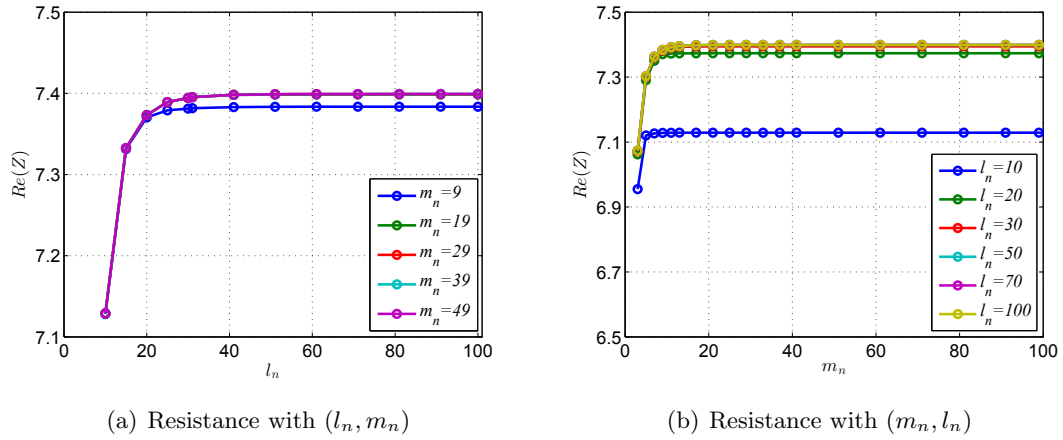 7.5
7.4
7.3
7.2
7.1
0
20
40
60
80
100
Re(Z)
l_n
m_n=9
m_n=19
m_n=29
m_n=39
m_n=49
(a) Resistance with (l_n, m_n)
7.5
7.3
7.1
6.9
6.7
6.5
0
20
40
60
80
100
Re(Z)
m_n
l_n=10
l_n=20
l_n=30
l_n=50
l_n=70
l_n=100
(b) Resistance with (m_n, l_n)